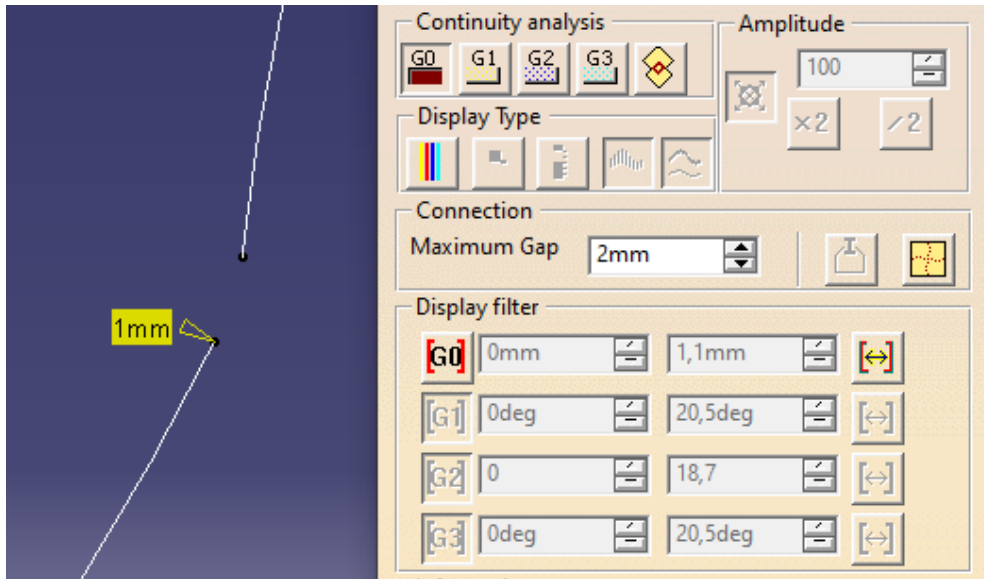 Continuity analysis
G0 G1 G2 G3
Amplitude
100
×2 /2
Display Type
Connection
Maximum Gap 2mm
Display filter
[G0] 0mm 1,1mm [↔]
[G1] 0deg 20,5deg [↔]
[G2] 0 18,7 [↔]
[G3] 0deg 20,5deg [↔]
1mm